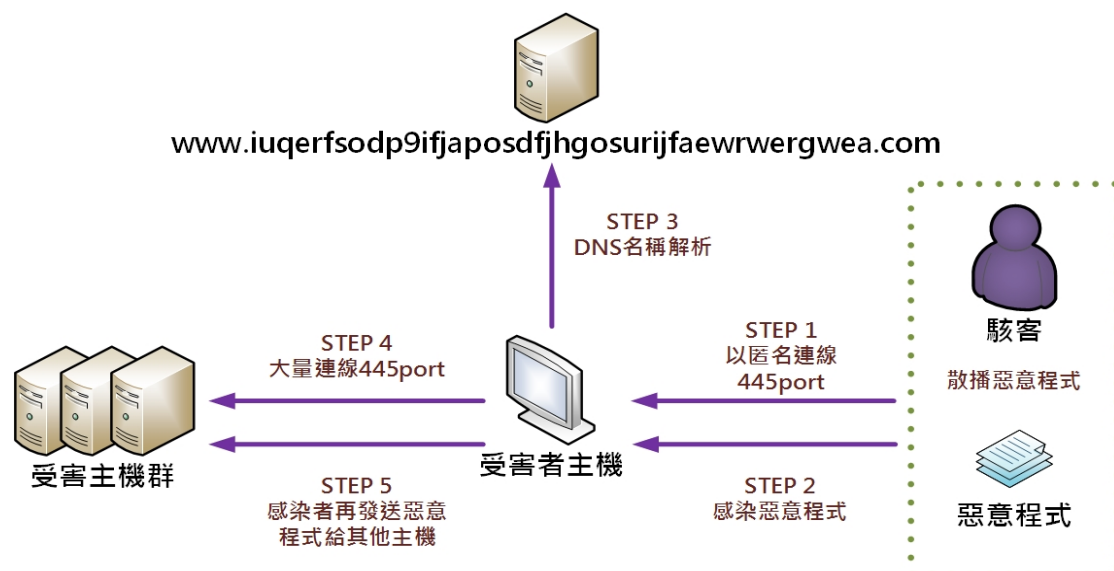 www.iuqerfsodp9ifjaposdfjhgosurijfaewrwergwea.com
STEP 3
DNS名稱解析
STEP 4
大量連線445port
STEP 1
以匿名連線
445port
駭客
散播惡意程式
受害主機群
受害者主機
STEP 5
感染者再發送惡意
程式給其他主機
STEP 2
感染惡意程式
惡意程式